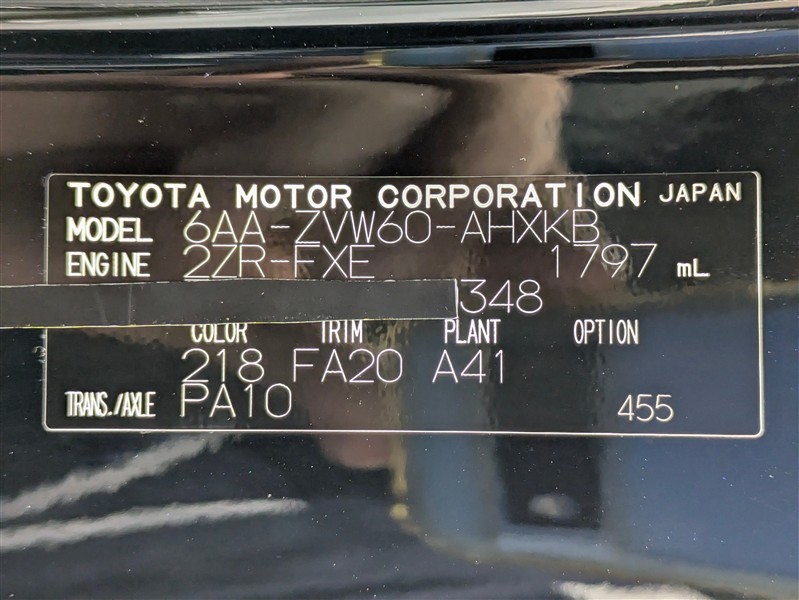 TOYOTA MOTOR CORPORATION JAPAN
MODEL 6AA-ZVW60-AHXKB
ENGINE 2ZR-FXE 1797 mL
348
COLOR TRIM PLANT OPTION
218 FA20 A41
TRANS./AXLE PA10 455